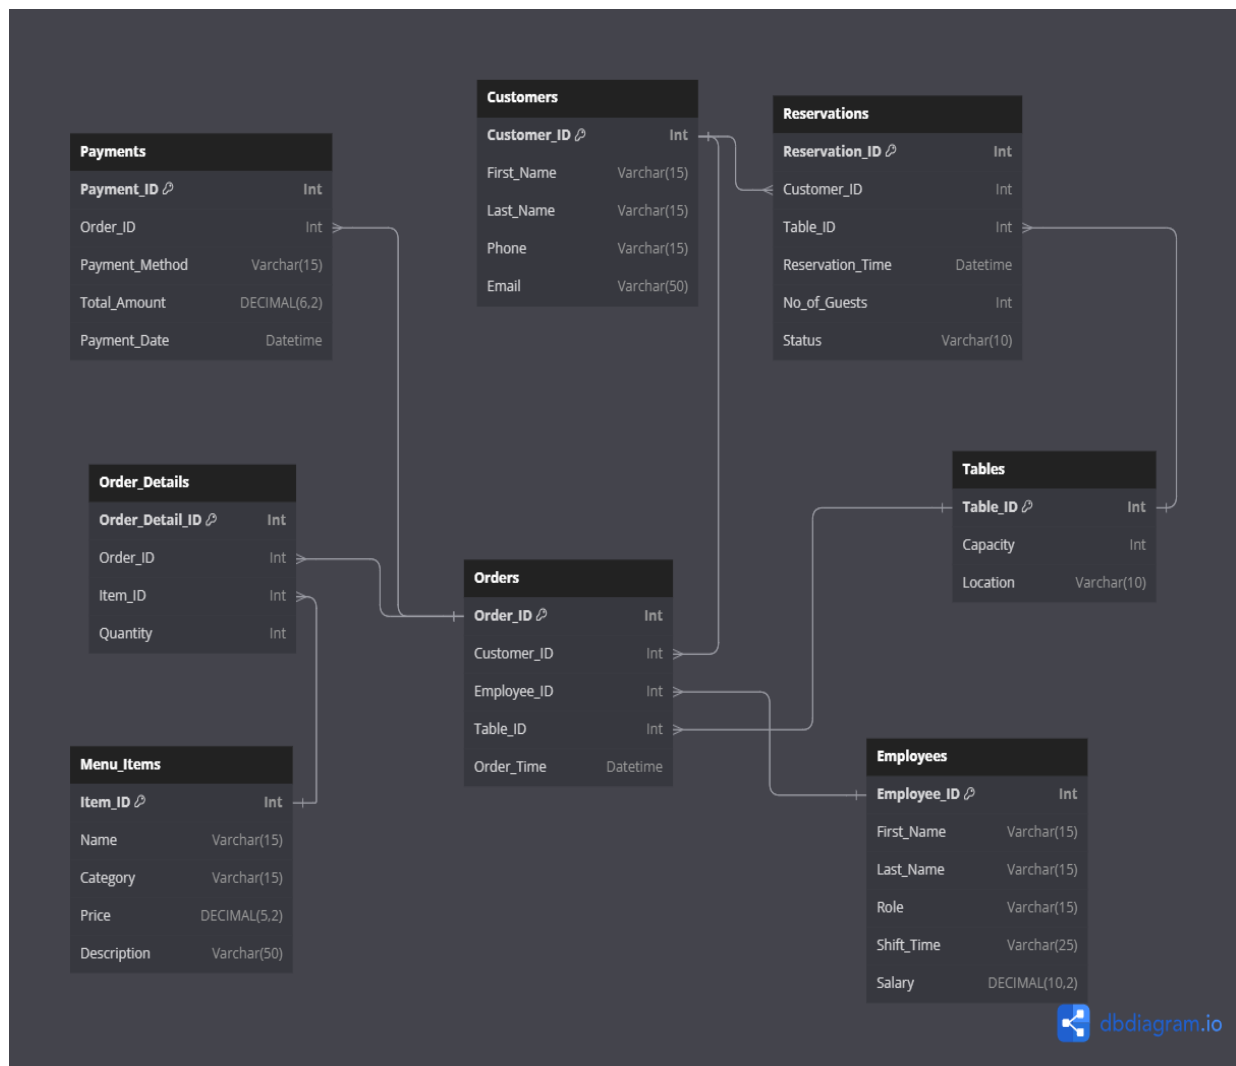 Payments
Payment_ID Int
Order_ID Int
Payment_Method Varchar(15)
Total_Amount DECIMAL(6,2)
Payment_Date Datetime
Customers
Customer_ID Int
First_Name Varchar(15)
Last_Name Varchar(15)
Phone Varchar(15)
Email Varchar(50)
Reservations
Reservation_ID Int
Customer_ID Int
Table_ID Int
Reservation_Time Datetime
No_of_Guests Int
Status Varchar(10)
Order_Details
Order_Detail_ID Int
Order_ID Int
Item_ID Int
Quantity Int
Orders
Order_ID Int
Customer_ID Int
Employee_ID Int
Table_ID Int
Order_Time Datetime
Tables
Table_ID Int
Capacity Int
Location Varchar(10)
Menu_Items
Item_ID Int
Name Varchar(15)
Category Varchar(15)
Price DECIMAL(5,2)
Description Varchar(50)
Employees
Employee_ID Int
First_Name Varchar(15)
Last_Name Varchar(15)
Role Varchar(15)
Shift_Time Varchar(25)
Salary DECIMAL(10,2)
dbdiagram.io